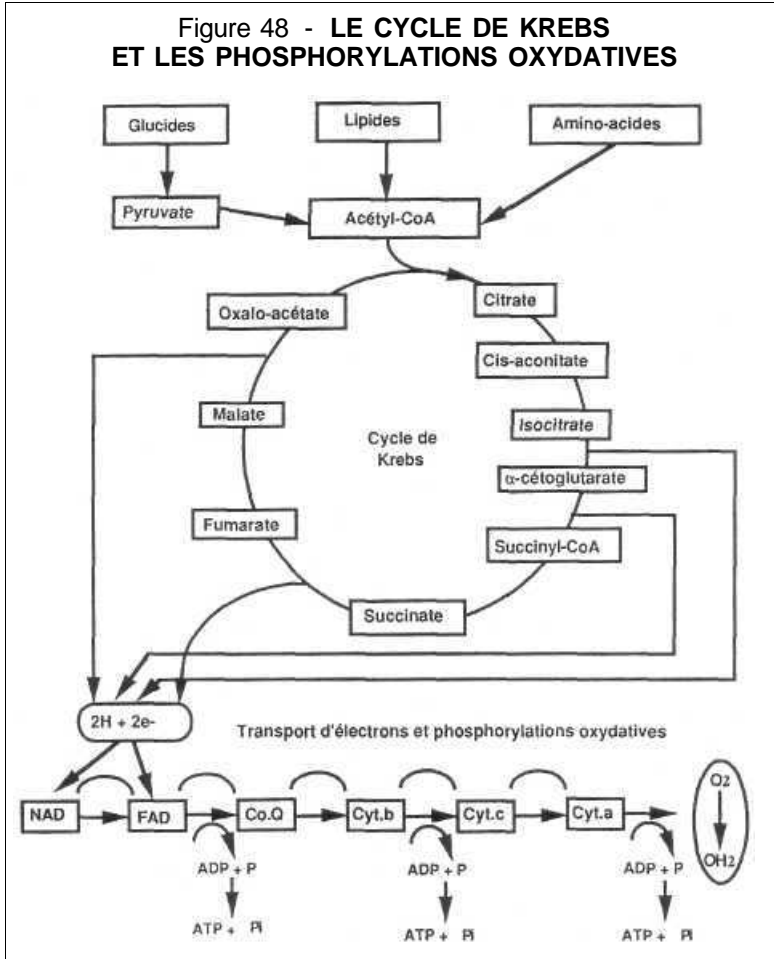 Figure 48 - LE CYCLE DE KREBS
ET LES PHOSPHORYLATIONS OXYDATIVES
Glucides
Lipides
Amino-acides
Pyruvate
Acétyl-CoA
Oxalo-acétate
Citrate
Cis-aconitate
Malate
Isocitrate
Cycle de
Krebs
α-cétoglutarate
Fumarate
Succinyl-CoA
Succinate
2H + 2e-
Transport d'électrons et phosphorylations oxydatives
NAD
FAD
Co.Q
Cyt.b
Cyt.c
Cyt.a
O2
OH2
ADP + P
ADP + P
ADP + P
ATP + Pi
ATP + Pi
ATP + Pi